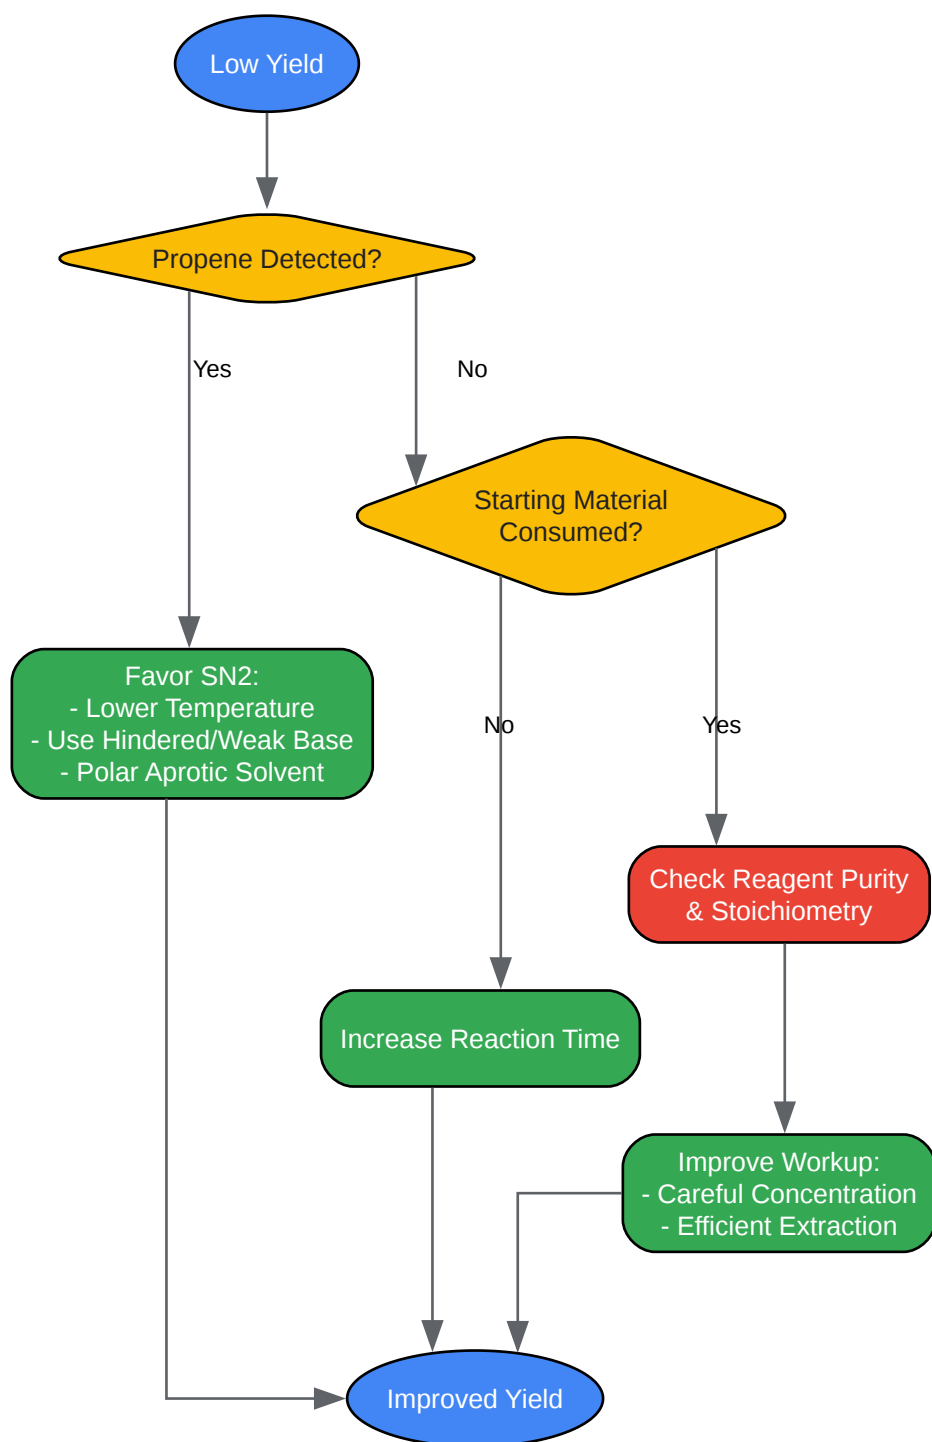 Low Yield
Propene Detected?
Yes
No
Starting Material
Consumed?
Favor SN2:
- Lower Temperature
- Use Hindered/Weak Base
- Polar Aprotic Solvent
No
Yes
Check Reagent Purity
& Stoichiometry
Increase Reaction Time
Improve Workup:
- Careful Concentration
- Efficient Extraction
Improved Yield